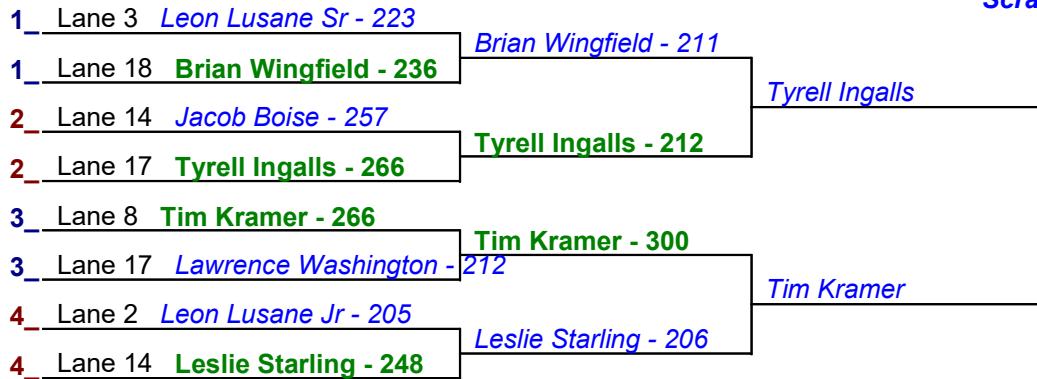 Scra
1_ Lane 3 Leon Lusane Sr - 223
Brian Wingfield - 211
1_ Lane 18 Brian Wingfield - 236
Tyrell Ingalls
2_ Lane 14 Jacob Boise - 257
Tyrell Ingalls - 212
2_ Lane 17 Tyrell Ingalls - 266
3_ Lane 8 Tim Kramer - 266
Tim Kramer - 300
3_ Lane 17 Lawrence Washington - 212
Tim Kramer
4_ Lane 2 Leon Lusane Jr - 205
Leslie Starling - 206
4_ Lane 14 Leslie Starling - 248